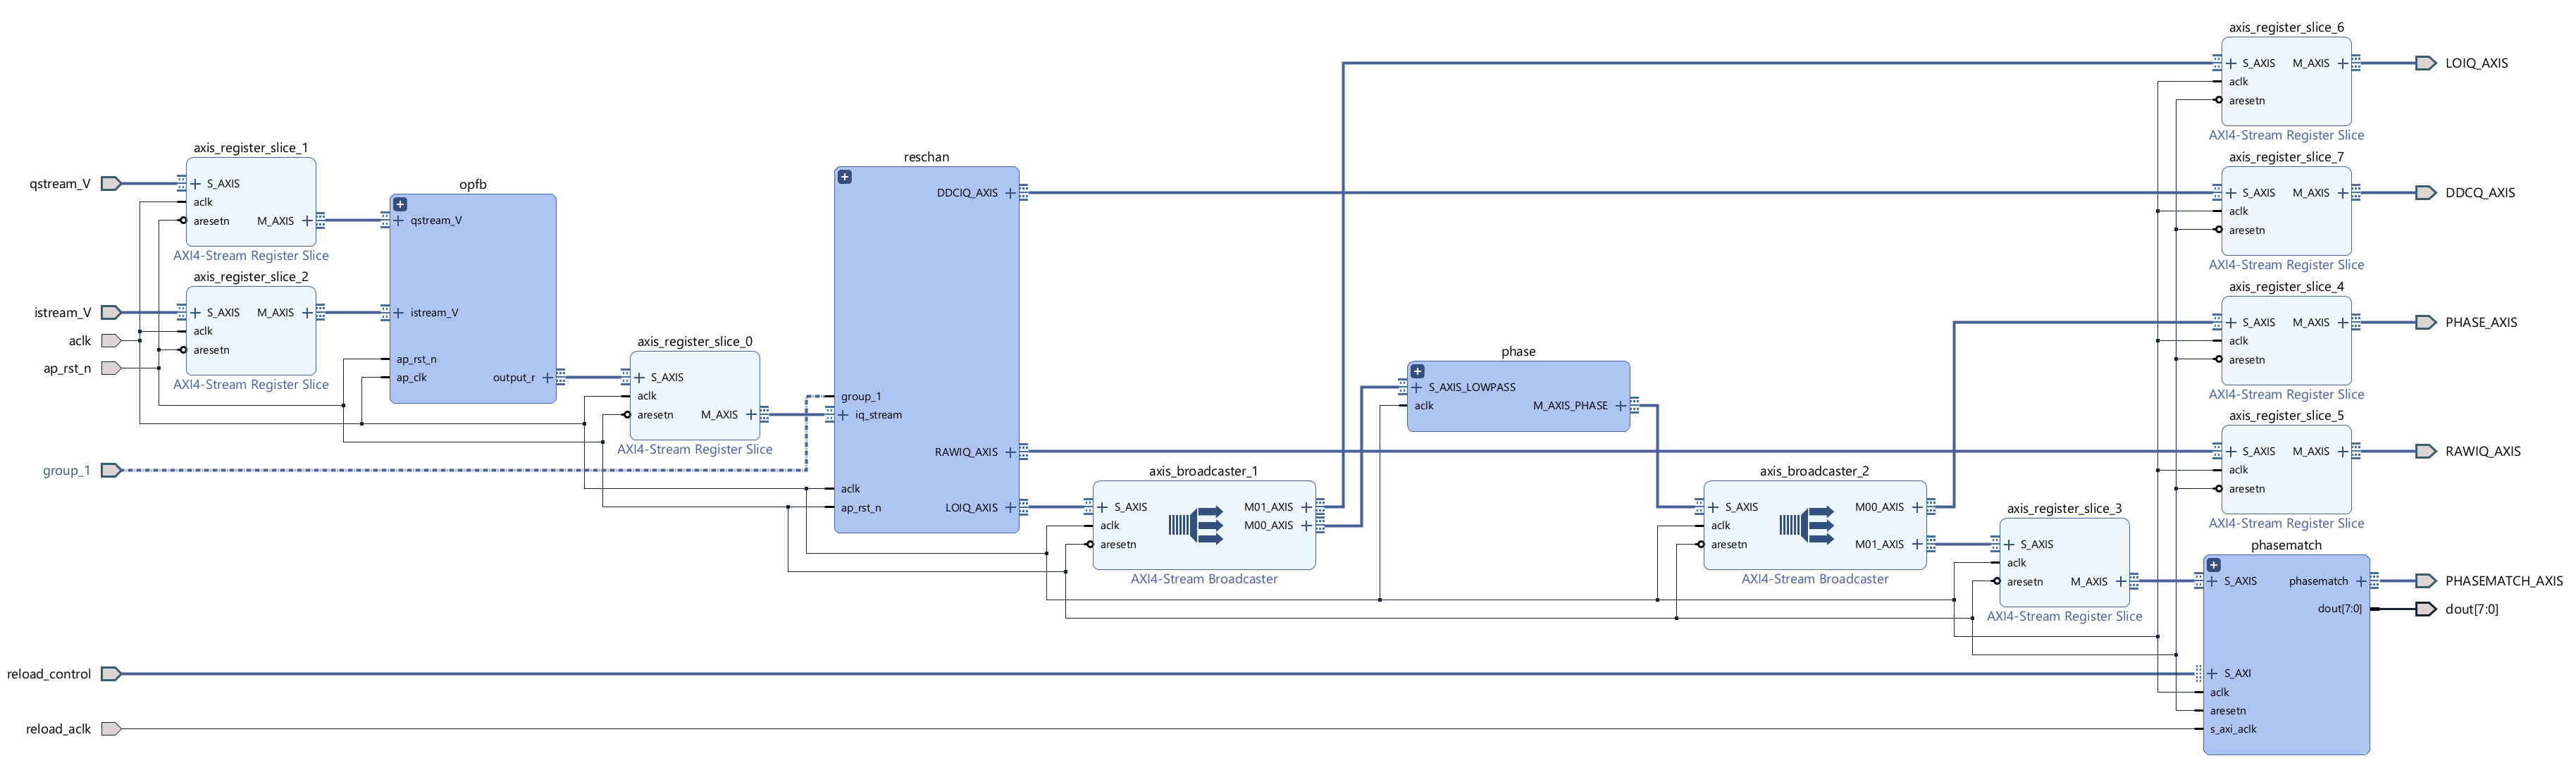 qstream_V
istream_V
aclk
ap_rst_n
group_1
reload_control
reload_aclk
axis_register_slice_1
S_AXIS
aclk
aresetn
M_AXIS
AXI4-Stream Register Slice
axis_register_slice_2
S_AXIS
M_AXIS
aclk
aresetn
AXI4-Stream Register Slice
opfb
qstream_V
istream_V
ap_rst_n
ap_clk
output_r
axis_register_slice_0
S_AXIS
aclk
aresetn
M_AXIS
AXI4-Stream Register Slice
reschan
DDCIQ_AXIS
group_1
iq_stream
RAWIQ_AXIS
aclk
ap_rst_n
LOIQ_AXIS
axis_broadcaster_1
S_AXIS
aclk
aresetn
M01_AXIS
M00_AXIS
AXI4-Stream Broadcaster
phase
S_AXIS_LOWPASS
aclk
M_AXIS_PHASE
axis_broadcaster_2
S_AXIS
aclk
aresetn
M00_AXIS
M01_AXIS
AXI4-Stream Broadcaster
axis_register_slice_3
S_AXIS
aclk
aresetn
M_AXIS
AXI4-Stream Register Slice
axis_register_slice_6
S_AXIS
M_AXIS
aclk
aresetn
AXI4-Stream Register Slice
LOIQ_AXIS
axis_register_slice_7
S_AXIS
M_AXIS
aclk
aresetn
AXI4-Stream Register Slice
DDCQ_AXIS
axis_register_slice_4
S_AXIS
M_AXIS
aclk
aresetn
AXI4-Stream Register Slice
PHASE_AXIS
axis_register_slice_5
S_AXIS
M_AXIS
aclk
aresetn
AXI4-Stream Register Slice
RAWIQ_AXIS
phasematch
S_AXIS
phasematch
dout[7:0]
S_AXI
aclk
aresetn
s_axi_aclk
PHASEMATCH_AXIS
dout[7:0]